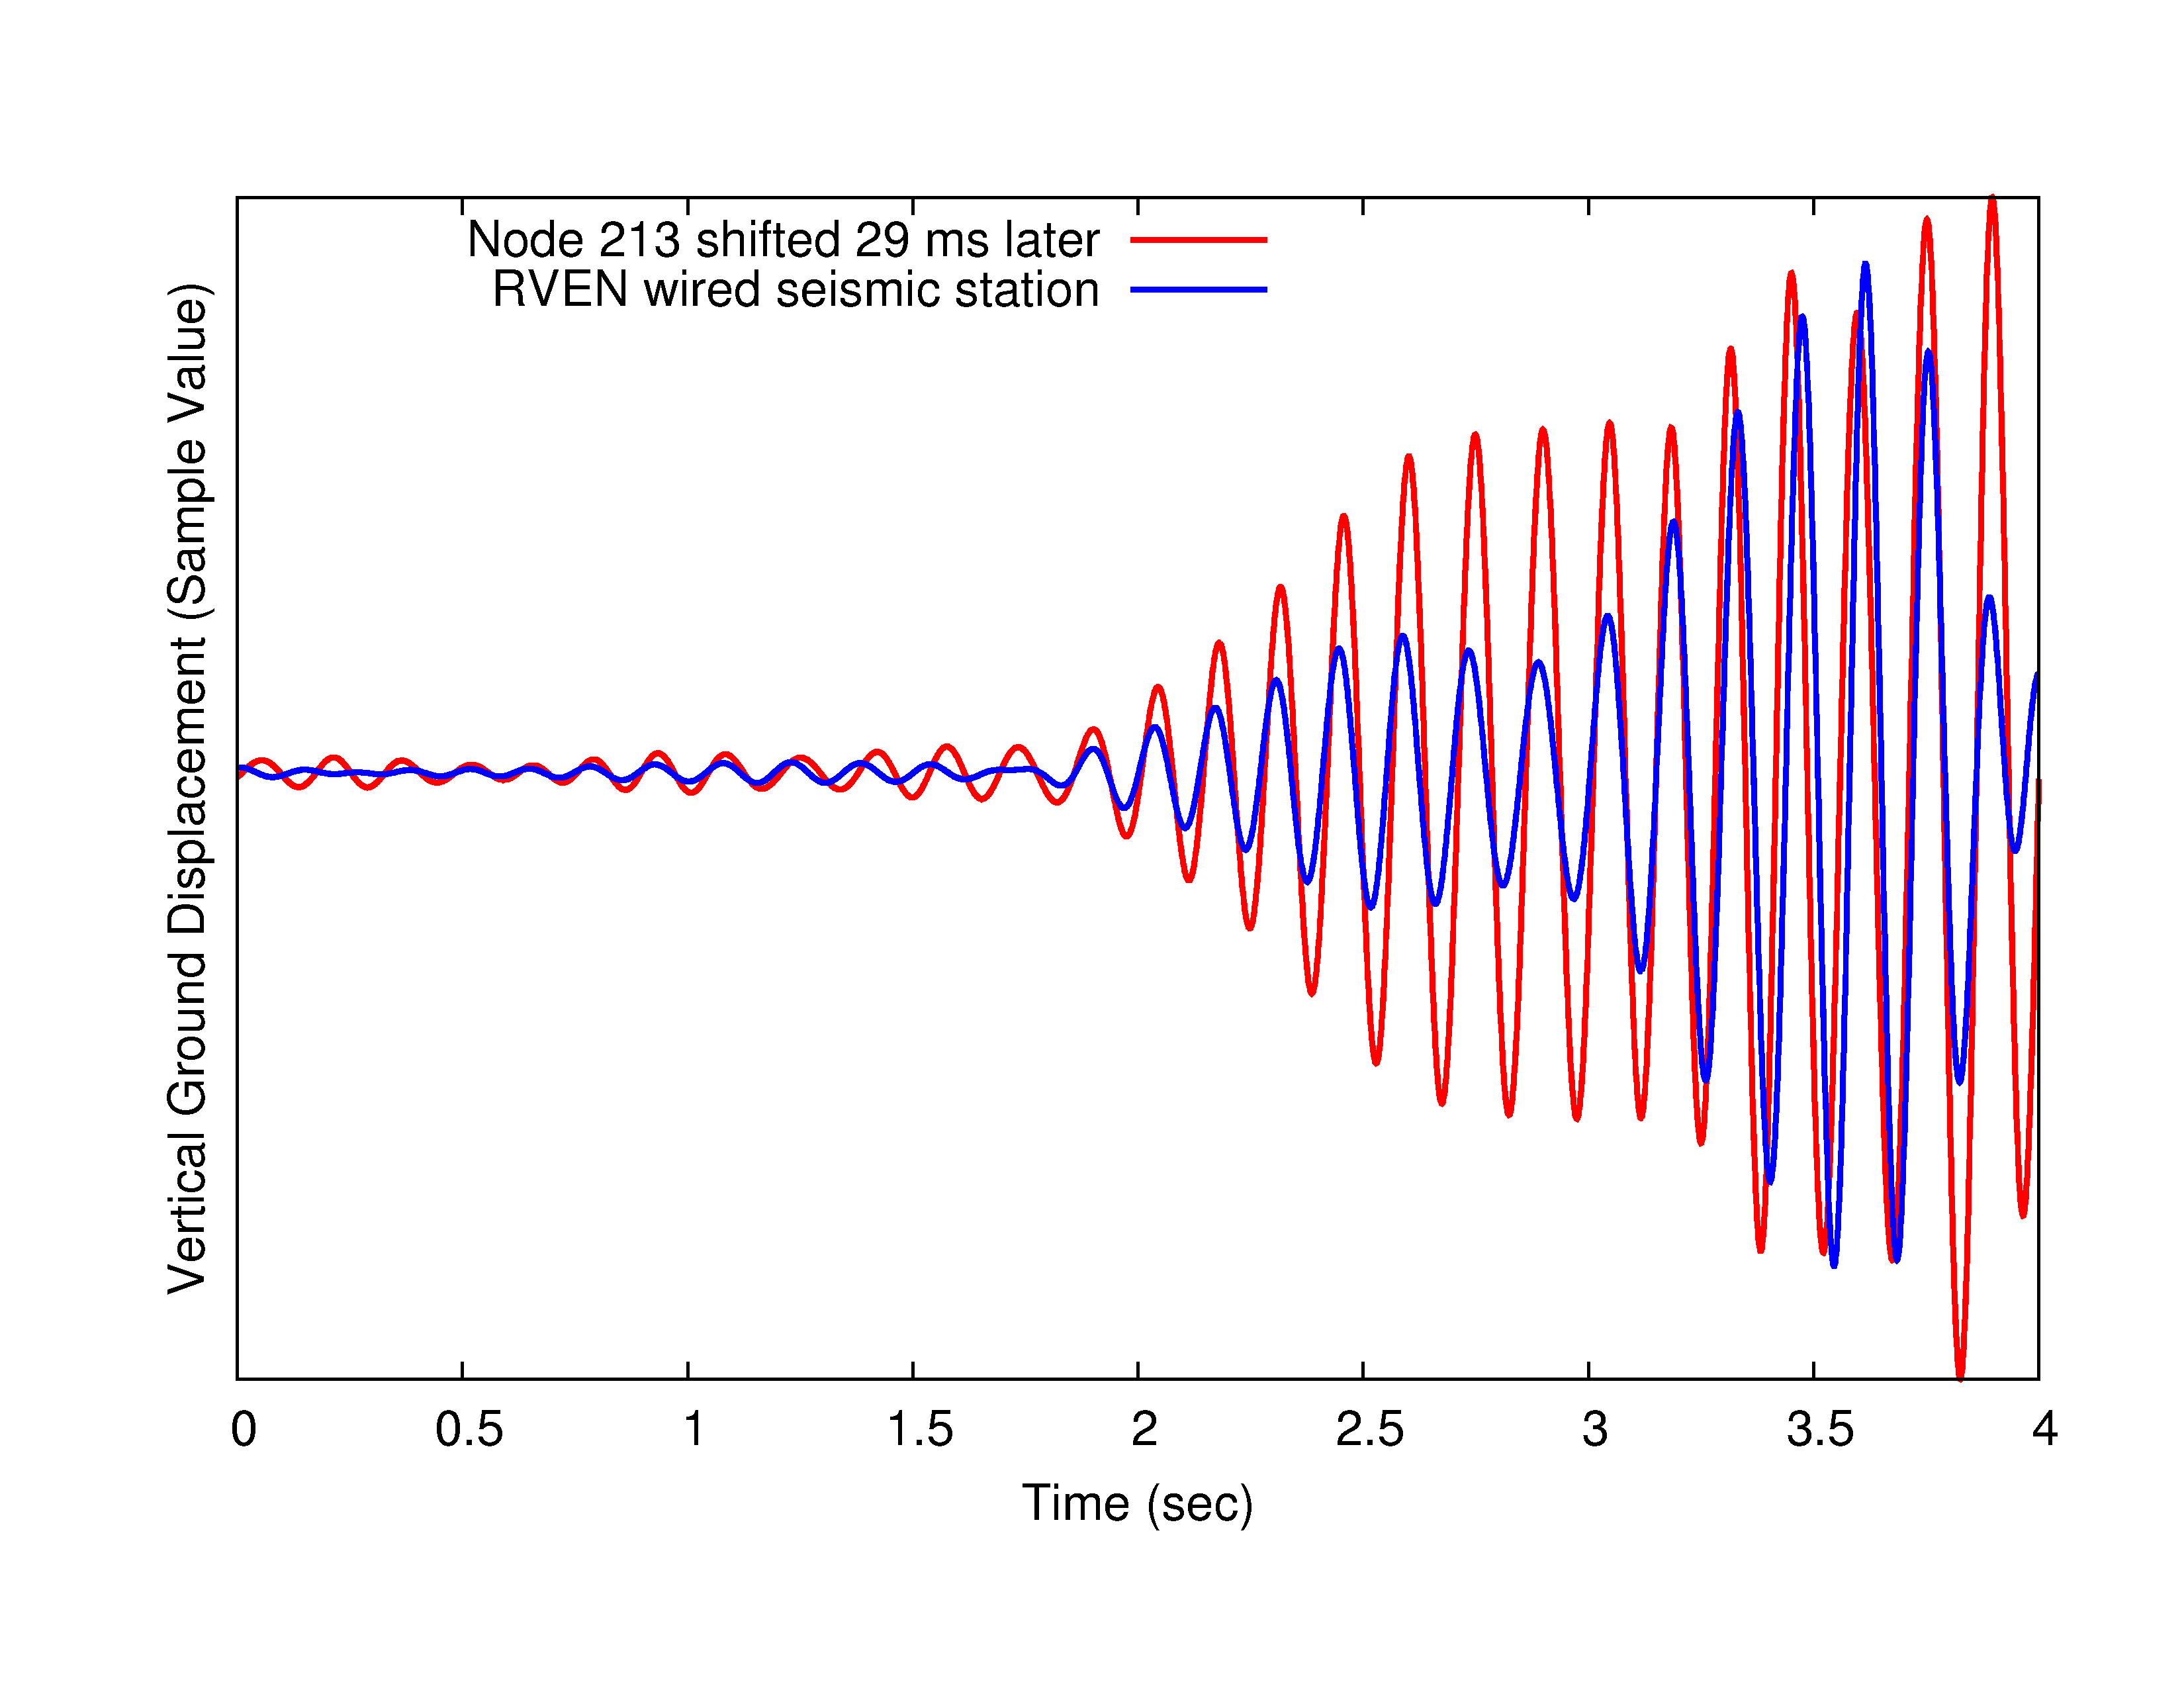 Node 213 shifted 29 ms later
RVEN wired seismic station
Vertical Ground Displacement (Sample Value)
0 0.5 1 1.5 2 2.5 3 3.5 4
Time (sec)